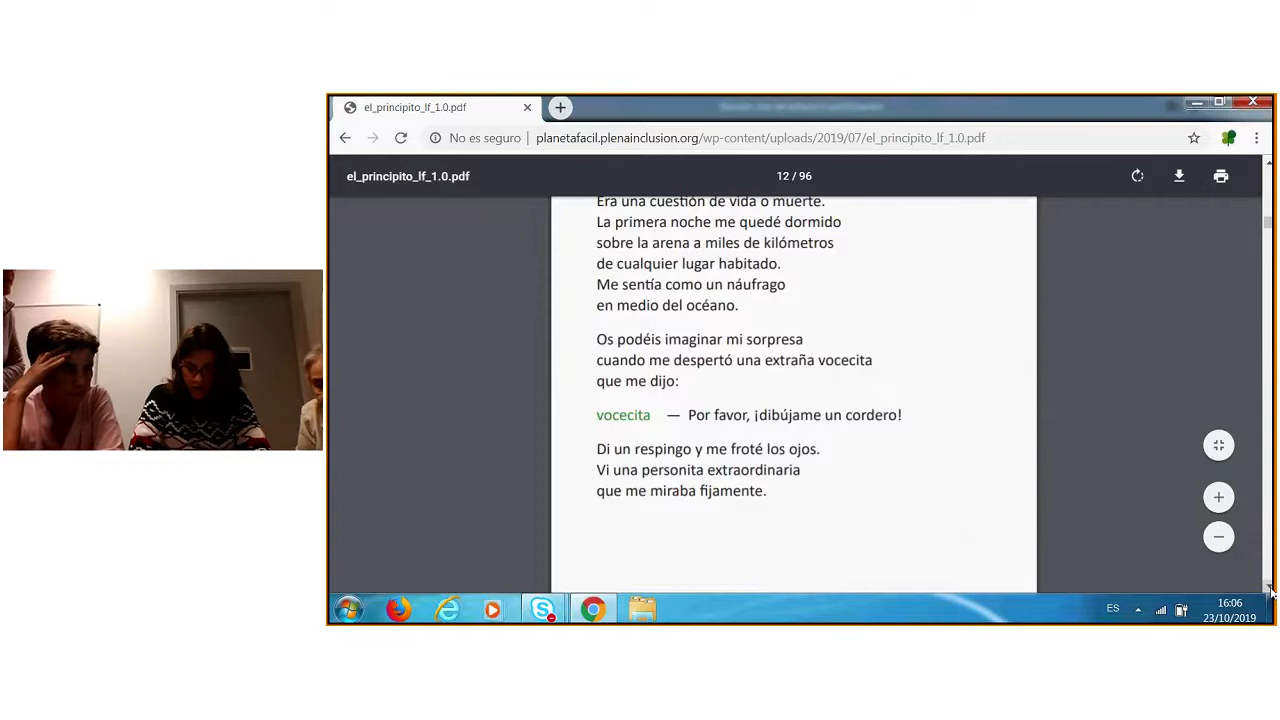 el_principito_lf_1.0.pdf
No es seguro | planetafacil.plenainclusion.org/wp-content/uploads/2019/07/el_principito_lf_1.0.pdf
el_principito_lf_1.0.pdf
12 / 96
Era una cuestión de vida o muerte.
La primera noche me quedé dormido
sobre la arena a miles de kilómetros
de cualquier lugar habitado.
Me sentía como un náufrago
en medio del océano.
Os podéis imaginar mi sorpresa
cuando me despertó una extraña vocecita
que me dijo:
vocecita — Por favor, ¡dibújame un cordero!
Di un respingo y me froté los ojos.
Vi una personita extraordinaria
que me miraba fijamente.
ES
16:06
23/10/2019